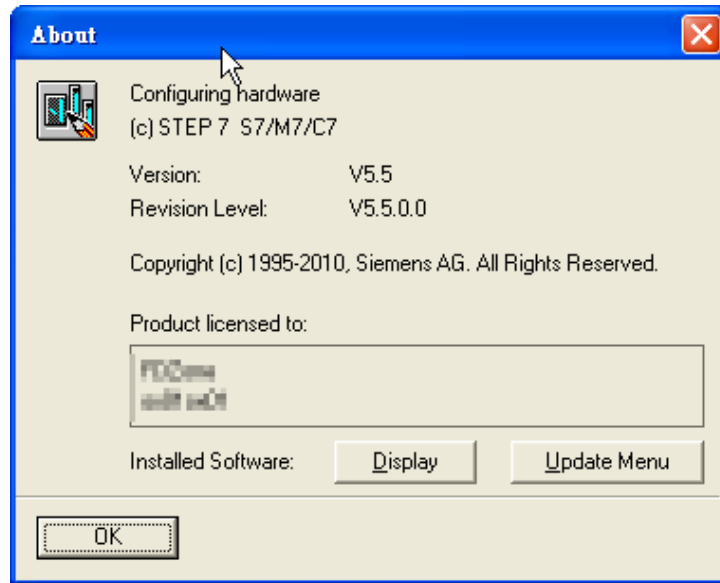 About
Configuring hardware
(c) STEP 7 S7/M7/C7
Version: V5.5
Revision Level: V5.5.0.0
Copyright (c) 1995-2010, Siemens AG. All Rights Reserved.
Product licensed to:
Installed Software: Display Update Menu
OK